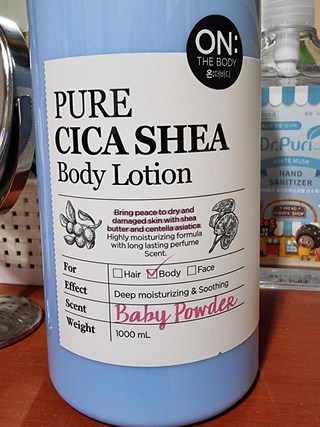 ON:
THE BODY
온:더바디
PURE
CICA SHEA
Body Lotion
Bring peace to dry and
damaged skin with shea
butter and centella asiatica.
Highly moisturizing formula
with long lasting perfume
Scent.
For
Hair Body Face
Effect
Deep moisturizing & Soothing
Scent
Baby Powder
Weight
1000 mL
Dr.Puri
WHITE MUSK
HAND
SANITIZER